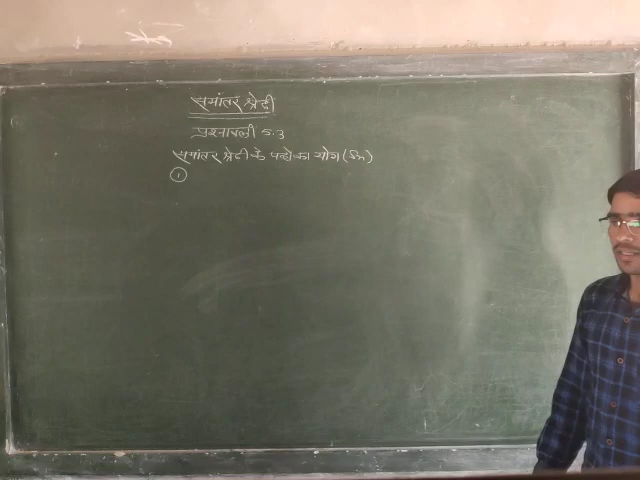 समांतर श्रेढ़ी
प्रश्नावली 5.3
समांतर श्रेढ़ी के पदो का योग (Sn)
①